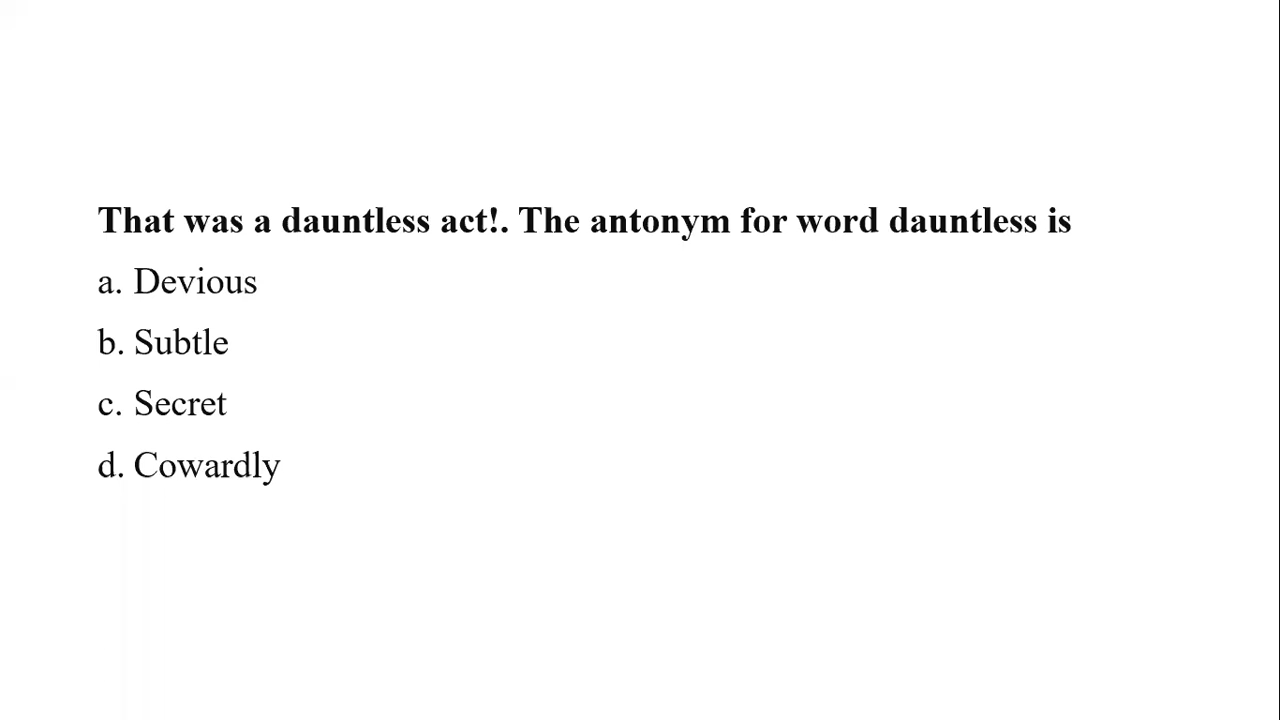 That was a dauntless act!. The antonym for word dauntless is
a. Devious
b. Subtle
c. Secret
d. Cowardly